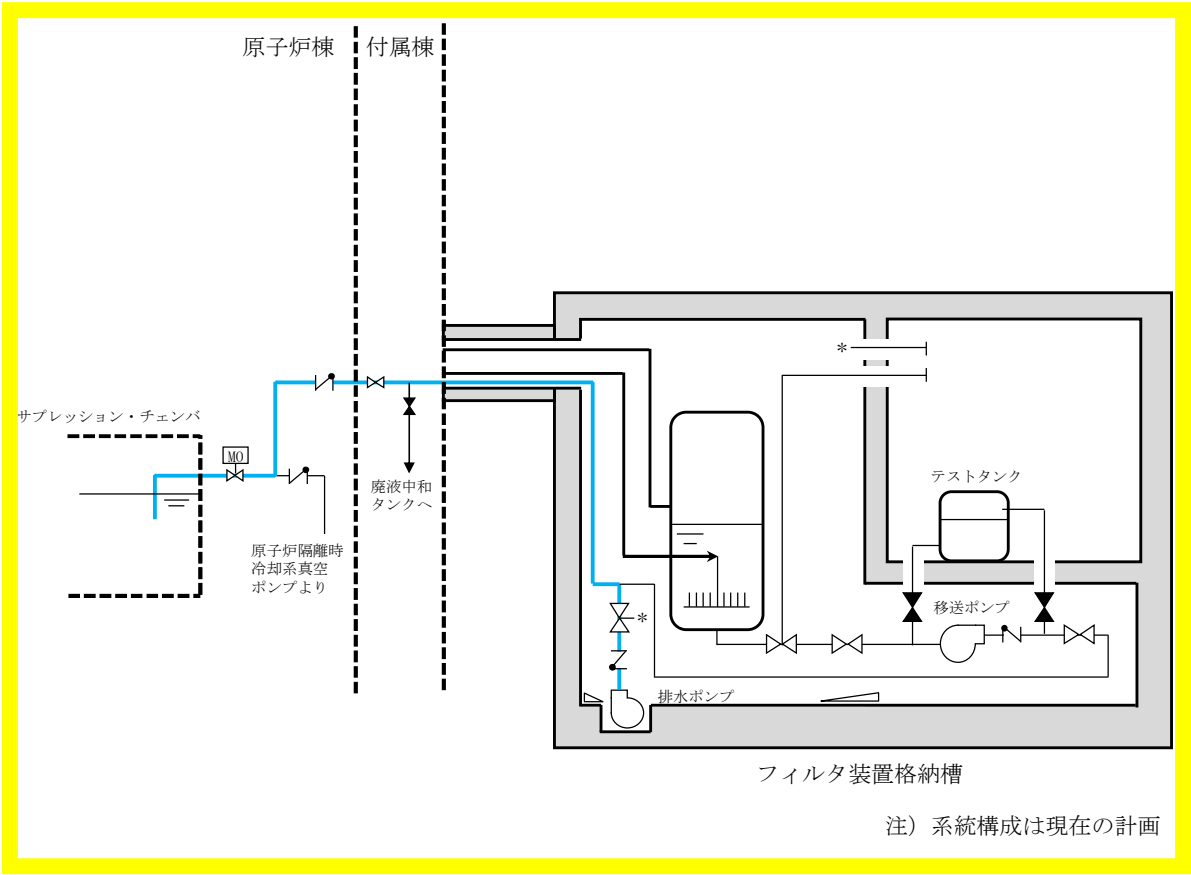 原子炉棟
付属棟
サプレッション・チェンバ
MO
原子炉隔離時
冷却系真空
ポンプより
廃液中和
タンクへ
*
テストタンク
移送ポンプ
*
排水ポンプ
フィルタ装置格納槽
注）系統構成は現在の計画